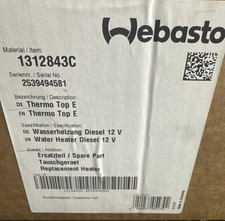 Webasto
Material / Item:
1312843C
Seriennr. / Serial No.:
2539494581
Bezeichnung / Description:
DE Thermo Top E
EN Thermo Top E
Spezifikation / Specification:
DE Wasserheizung Diesel 12 V
EN Water Heater Diesel 12 V
Zusatz / Addition:
Ersatzteil / Spare Part
Tauschgeraet
Replacement Heater